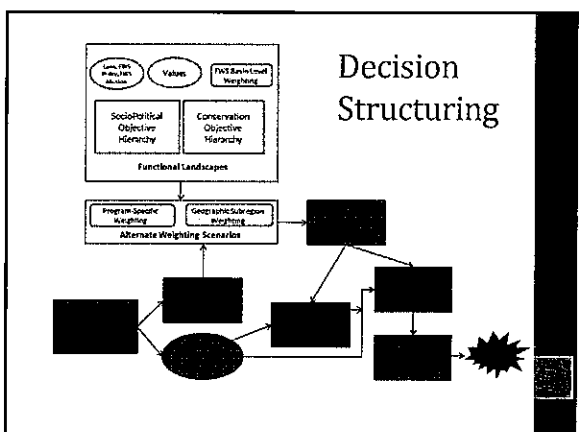 Decision
Structuring
Values
FWS Basin Level
Weighting
SocioPolitical
Objective
Hierarchy
Conservation
Objective
Hierarchy
Functional Landscapes
Program-Specific
Weighting
Geographic Subregion
Weighting
Alternate Weighting Scenarios